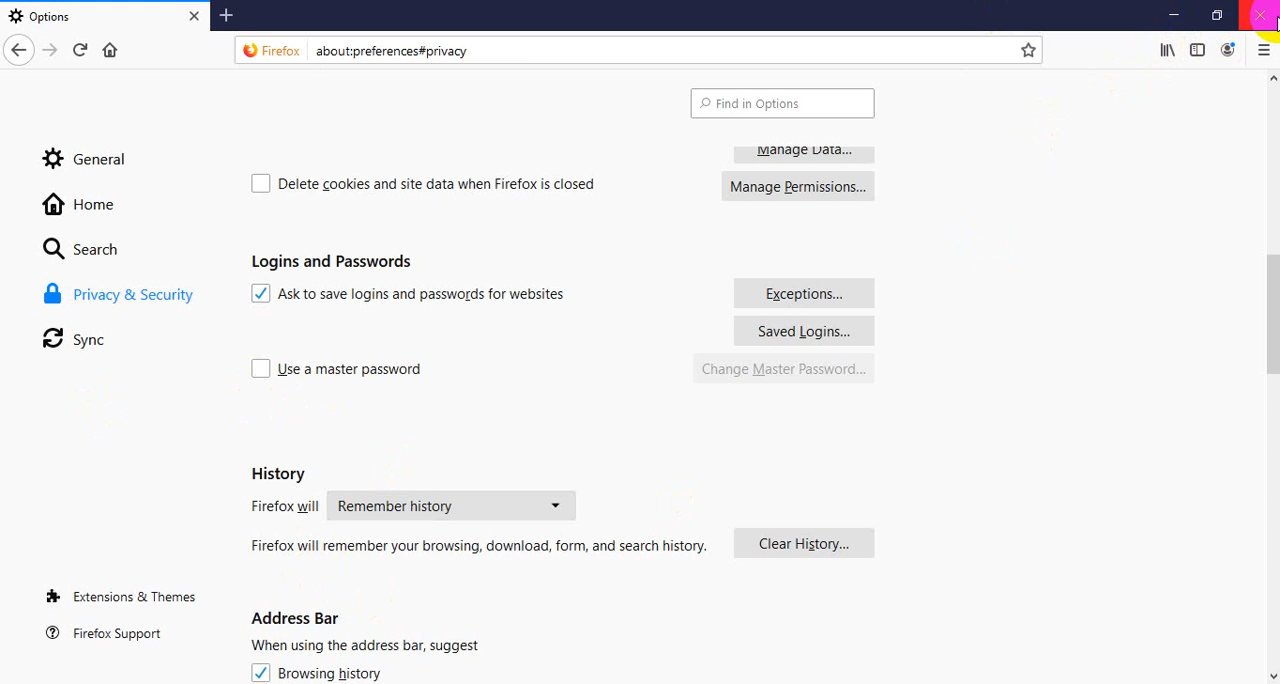 Options
Firefox about:preferences#privacy
Find in Options
General
Home
Search
Privacy & Security
Sync
Extensions & Themes
Firefox Support
Manage Data...
Delete cookies and site data when Firefox is closed Manage Permissions...
Logins and Passwords
Ask to save logins and passwords for websites Exceptions...
Saved Logins...
Use a master password Change Master Password...
History
Firefox will Remember history
Firefox will remember your browsing, download, form, and search history. Clear History...
Address Bar
When using the address bar, suggest
Browsing history